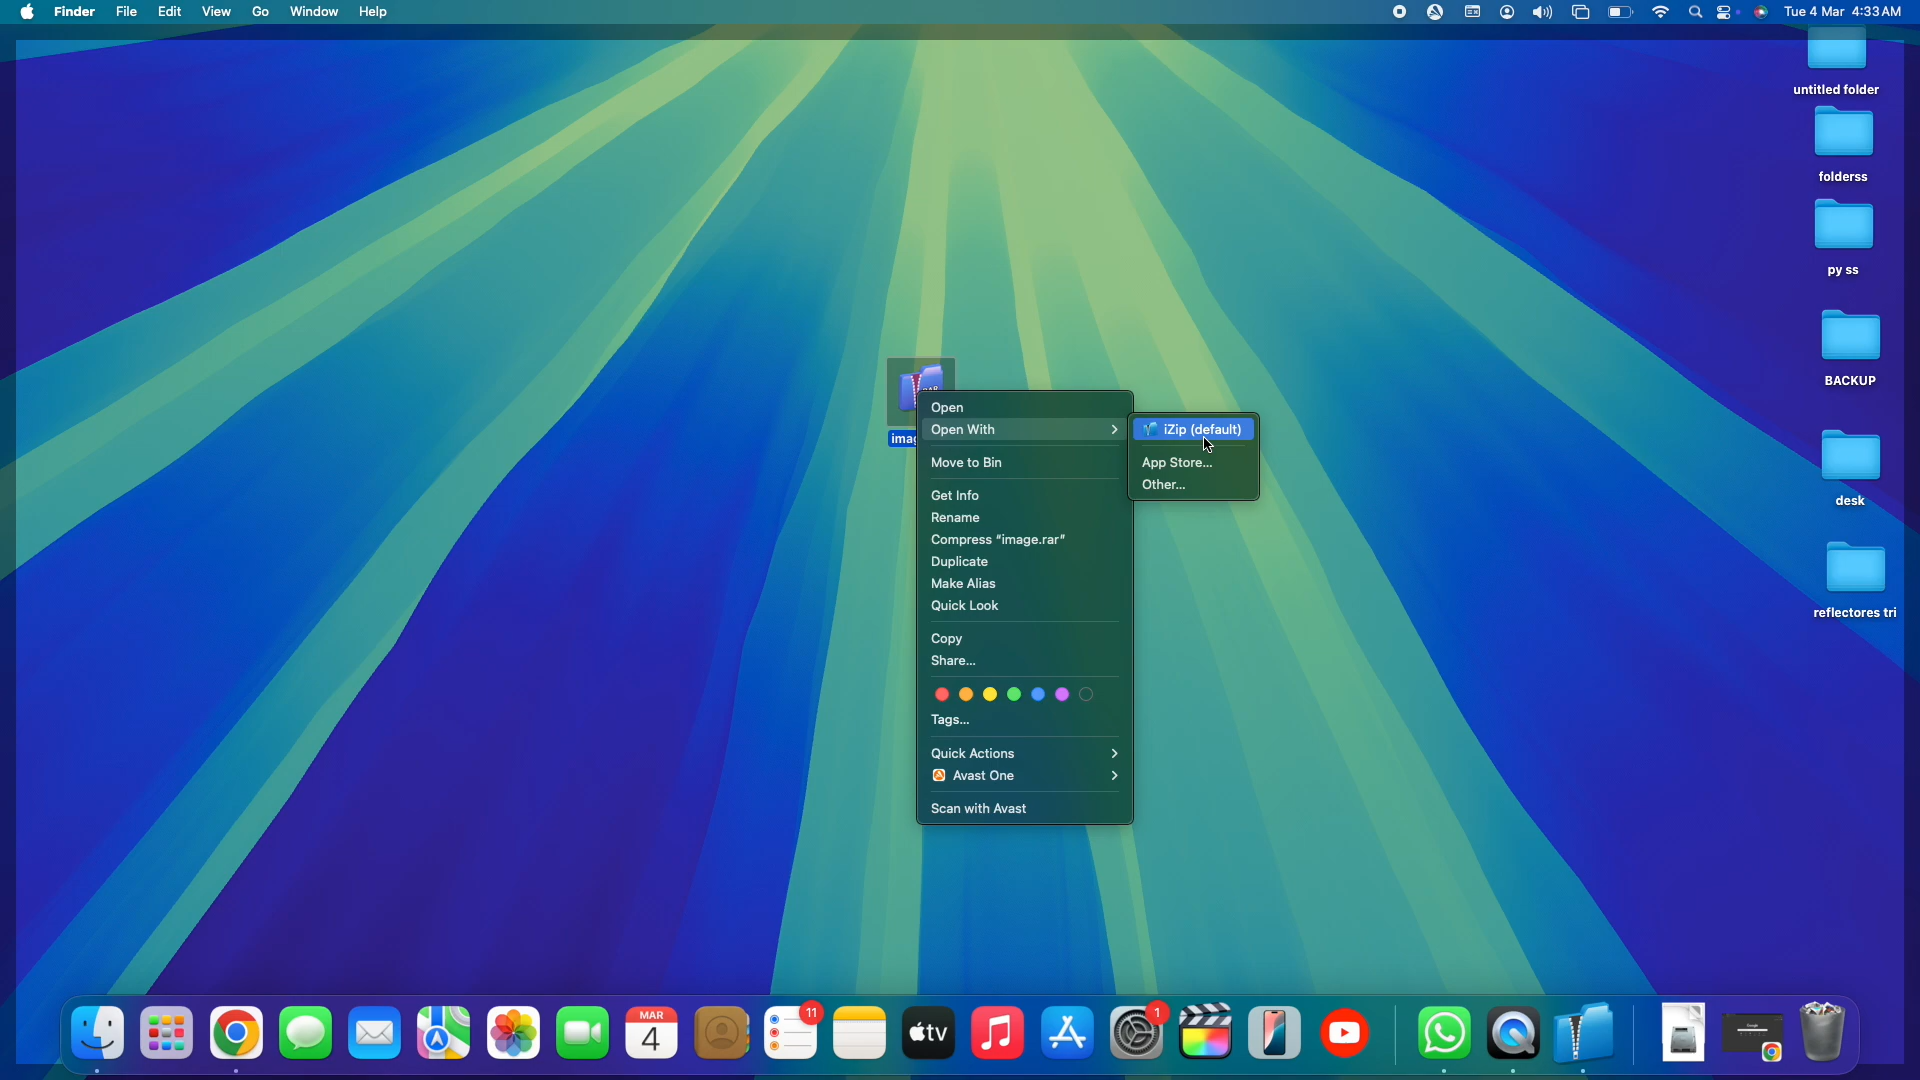 Finder File Edit View Go Window Help Tue 4 Mar 4:33 AM
untitled folder
folderss
py ss
BACKUP
desk
reflectores tri
RAR
imag
Open
Open With
iZip (default)
App Store...
Other...
Move to Bin
Get Info
Rename
Compress “image.rar”
Duplicate
Make Alias
Quick Look
Copy
Share...
Tags...
Quick Actions
Avast One
Scan with Avast
MAR
4
11
tv
1